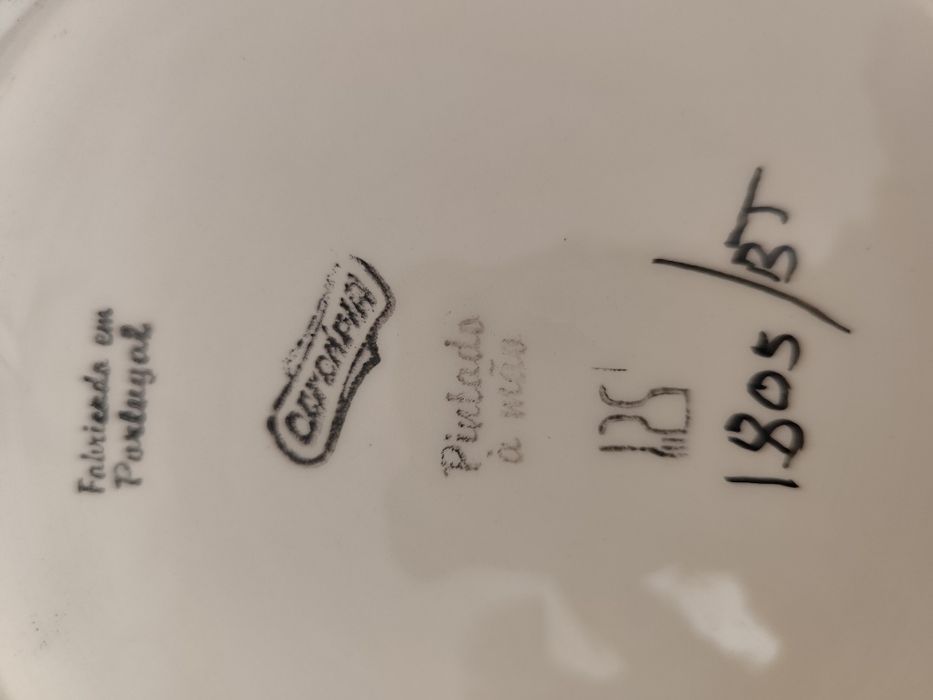 Fabricado em
Portugal
Pintado
à mão
1805/BT